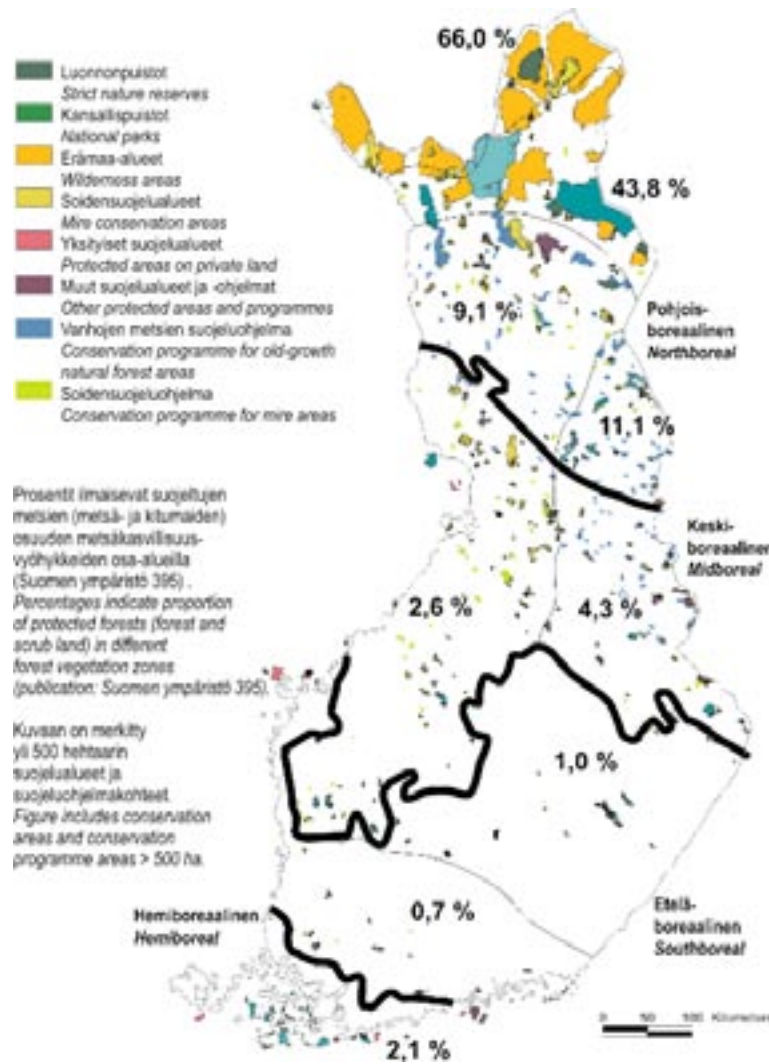 Luonnonpuistot
Strict nature reserves
Kansallispuistot
National parks
Erämaa-alueet
Wilderness areas
Soidensuojelualueet
Mire conservation areas
Yksityiset suojelualueet
Protected areas on private land
Muut suojelualueet ja -ohjelmat
Other protected areas and programmes
Vanhojen metsien suojeluohjelma
Conservation programme for old-growth
natural forest areas
Soidensuojeluohjelma
Conservation programme for mire areas
Prosentit ilmaisevat suojeltujen
metsien (metsä- ja kitumaiden)
osuuden metsäkasvillisuus-
vyöhykkeiden osa-alueilla
(Suomen ympäristö 395) .
Percentages indicate proportion
of protected forests (forest and
scrub land) in different
forest vegetation zones
(publication: Suomen ympäristö 395).
Kuvaan on merkitty
yli 500 hehtaarin
suojelualueet ja
suojeluohjelmakohteet.
Figure includes conservation
areas and conservation
programme areas > 500 ha.
66,0 %
43,8 %
9,1 %
Pohjois-
boreaalinen
Northboreal
11,1 %
Keski-
boreaalinen
Midboreal
2,6 %
4,3 %
1,0 %
0,7 %
Hemiboreaalinen
Hemiboreal
Etelä-
boreaalinen
Southboreal
0 50 100 Kilometers
2,1 %